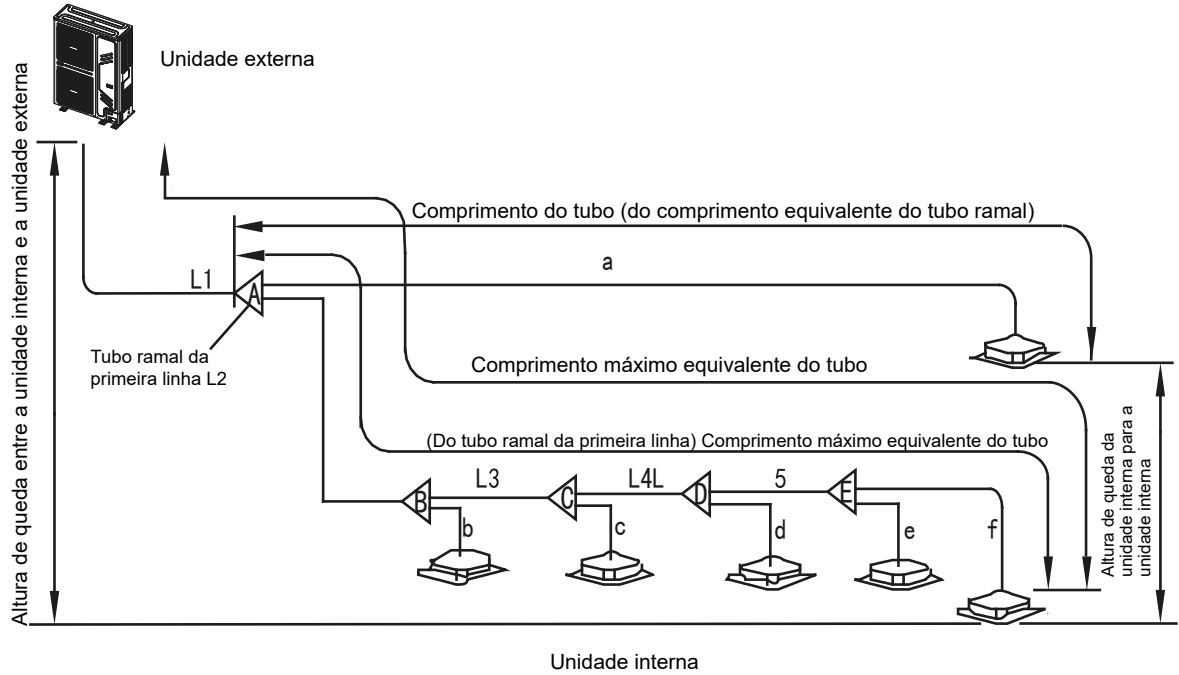 Unidade externa
Altura de queda entre a unidade interna e a unidade externa
Comprimento do tubo (do comprimento equivalente do tubo ramal)
a
L1
A
Tubo ramal da
primeira linha L2
Comprimento máximo equivalente do tubo
(Do tubo ramal da primeira linha) Comprimento máximo equivalente do tubo
Altura de queda da
unidade interna para a
unidade interna
L3
L4L
5
B
C
D
E
b
c
d
e
f
Unidade interna